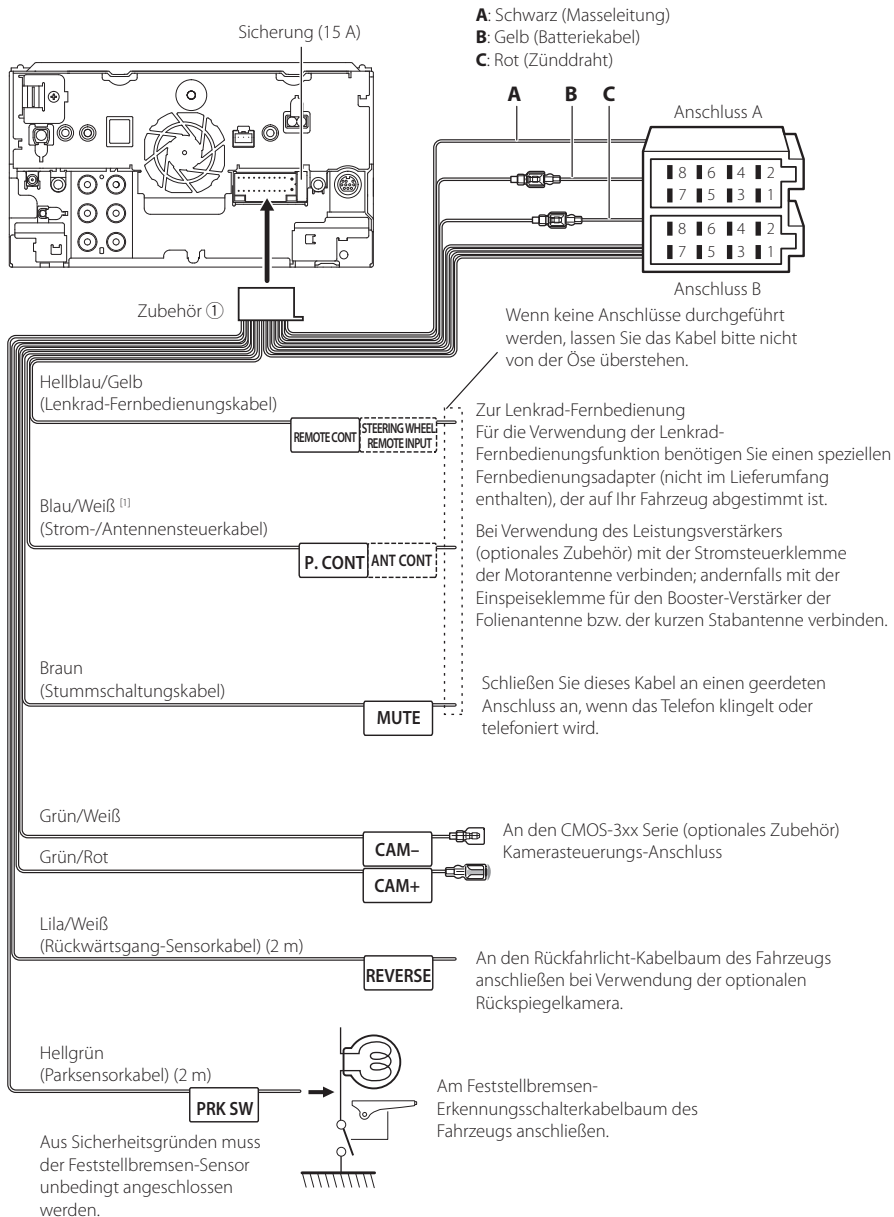 Sicherung (15 A)
A: Schwarz (Masseleitung)
B: Gelb (Batteriekabel)
C: Rot (Zünddraht)
A B C
Anschluss A
8 6 4 2
7 5 3 1
8 6 4 2
7 5 3 1
Anschluss B
Zubehör ①
Wenn keine Anschlüsse durchgeführt
werden, lassen Sie das Kabel bitte nicht
von der Öse überstehen.
Hellblau/Gelb
(Lenkrad-Fernbedienungskabel)
REMOTE CONT
STEERING WHEEL
REMOTE INPUT
Zur Lenkrad-Fernbedienung
Für die Verwendung der Lenkrad-
Fernbedienungsfunktion benötigen Sie einen speziellen
Fernbedienungsadapter (nicht im Lieferumfang
enthalten), der auf Ihr Fahrzeug abgestimmt ist.
Blau/Weiß [1]
(Strom-/Antennensteuerkabel)
P. CONT
ANT CONT
Bei Verwendung des Leistungsverstärkers
(optionales Zubehör) mit der Stromsteuerklemme
der Motorantenne verbinden; andernfalls mit der
Einspeiseklemme für den Booster-Verstärker der
Folienantenne bzw. der kurzen Stabantenne verbinden.
Braun
(Stummschaltungskabel)
MUTE
Schließen Sie dieses Kabel an einen geerdeten
Anschluss an, wenn das Telefon klingelt oder
telefoniert wird.
Grün/Weiß
CAM–
Grün/Rot
CAM+
An den CMOS-3xx Serie (optionales Zubehör)
Kamerasteuerungs-Anschluss
Lila/Weiß
(Rückwärtsgang-Sensorkabel) (2 m)
REVERSE
An den Rückfahrlicht-Kabelbaum des Fahrzeugs
anschließen bei Verwendung der optionalen
Rückspiegelkamera.
Hellgrün
(Parksensorkabel) (2 m)
PRK SW
Am Feststellbremsen-
Erkennungsschalterkabelbaum des
Fahrzeugs anschließen.
Aus Sicherheitsgründen muss
der Feststellbremsen-Sensor
unbedingt angeschlossen
werden.